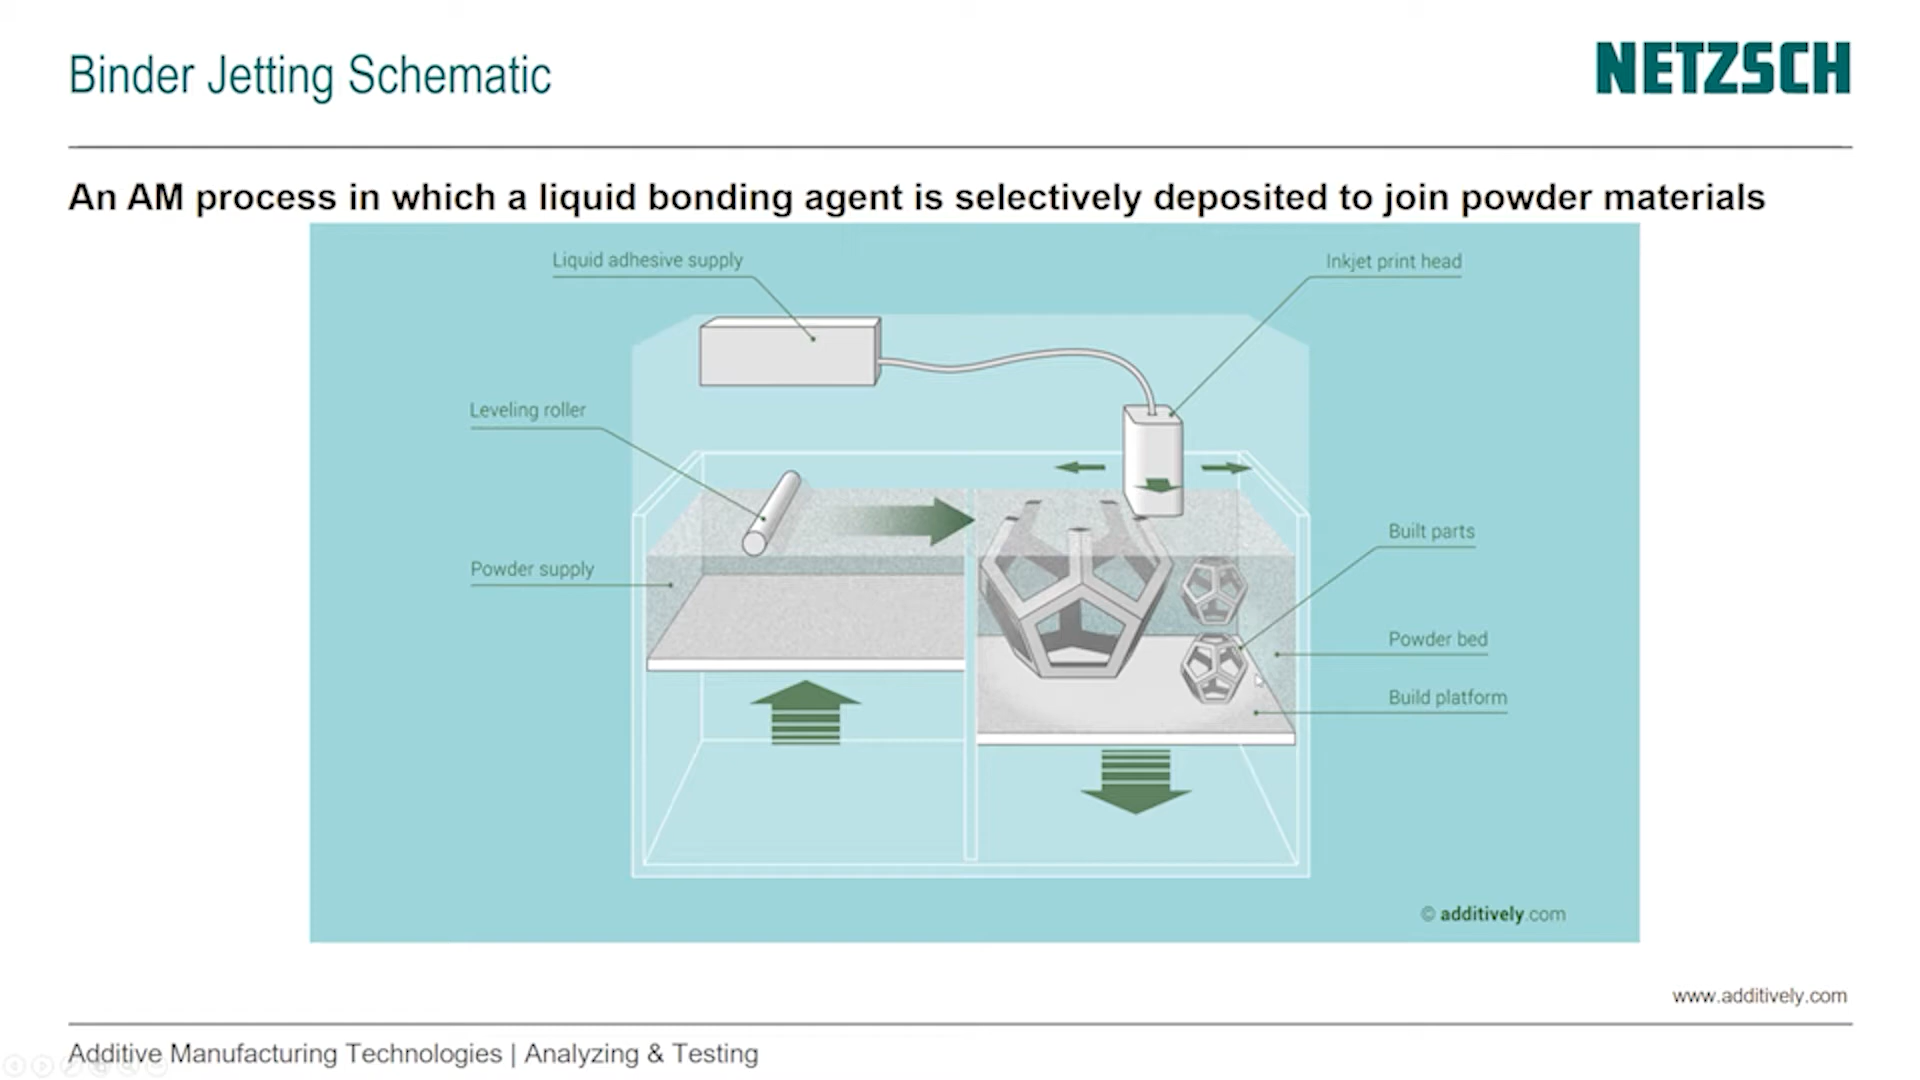 Binder Jetting Schematic
NETZSCH
An AM process in which a liquid bonding agent is selectively deposited to join powder materials
Liquid adhesive supply
Inkjet print head
Leveling roller
Built parts
Powder supply
Powder bed
Build platform
© additively.com
www.additively.com
Additive Manufacturing Technologies | Analyzing & Testing